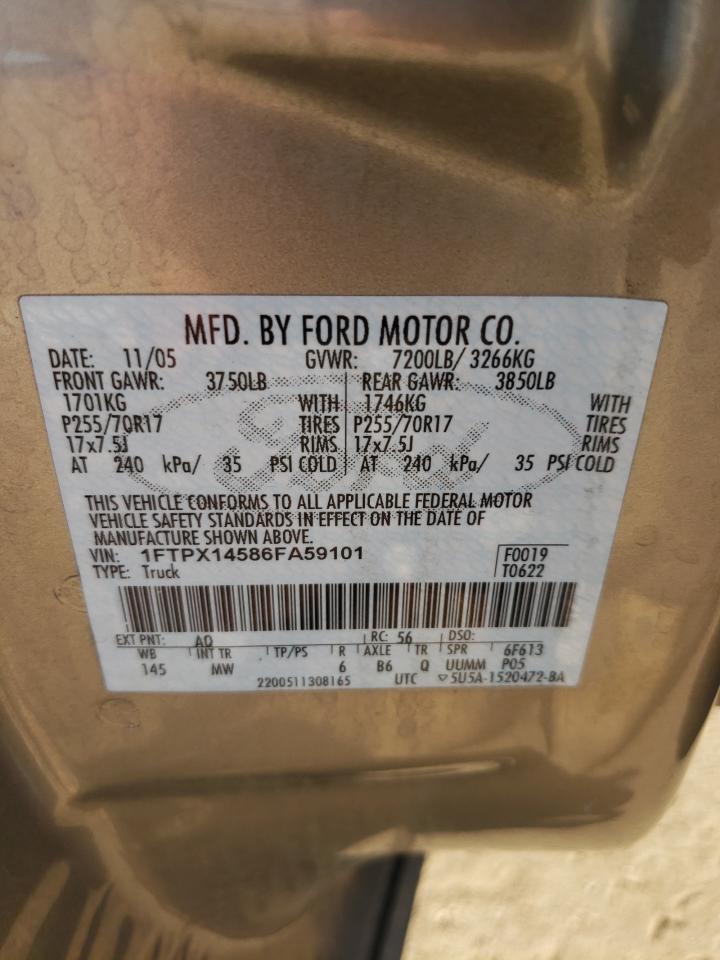 MFD. BY FORD MOTOR CO.
DATE: 11/05 GVWR: 7200LB/ 3266KG
FRONT GAWR: 3750LB REAR GAWR: 3850LB
1701KG WITH 1746KG WITH
P255/70R17 TIRES P255/70R17 TIRES
17x7.5J RIMS 17x7.5J RIMS
AT 240 kPa/ 35 PSI COLD AT 240 kPa/ 35 PSI COLD
Ford
THIS VEHICLE CONFORMS TO ALL APPLICABLE FEDERAL MOTOR
VEHICLE SAFETY STANDARDS IN EFFECT ON THE DATE OF
MANUFACTURE SHOWN ABOVE.
VIN: 1FTPX14586FA59101 F0019
TYPE: Truck T0622
EXT PNT: AQ RC: 56 DSO:
WB INT TR TP/PS R AXLE TR SPR 6F613
145 MW 6 B6 Q UUMM P05
2200511308165 UTC ▽5U5A-1520472-BA